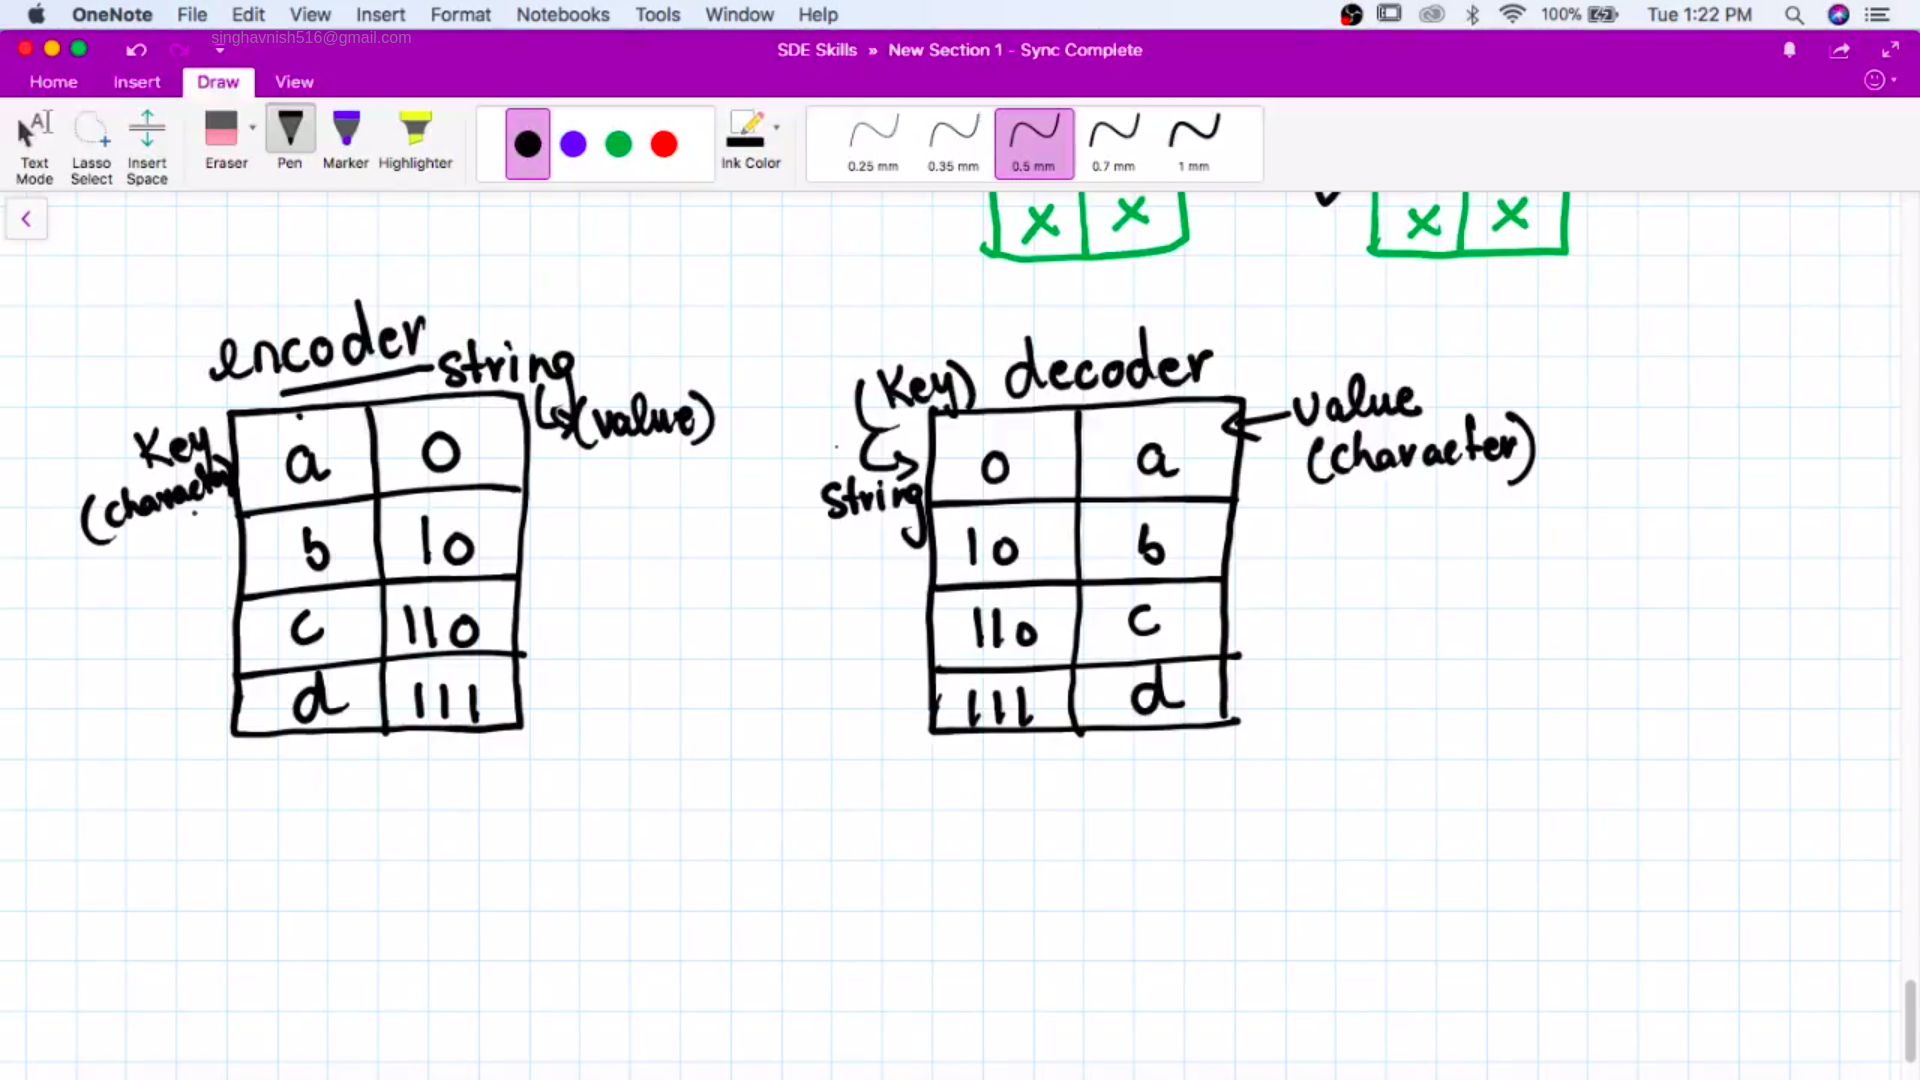 OneNote File Edit View Insert Format Notebooks Tools Window Help 100% Tue 1:22 PM
singhavnish516@gmail.com
SDE Skills » New Section 1 - Sync Complete
Home Insert Draw View
Text Mode Lasso Select Insert Space Eraser Pen Marker Highlighter Ink Color 0.25 mm 0.35 mm 0.5 mm 0.7 mm 1 mm
x x x x
encoder
string
(value)
Key
(character
a 0
b 10
c 110
d 111
(Key) decoder
value
(character)
string
0 a
10 b
110 c
111 d